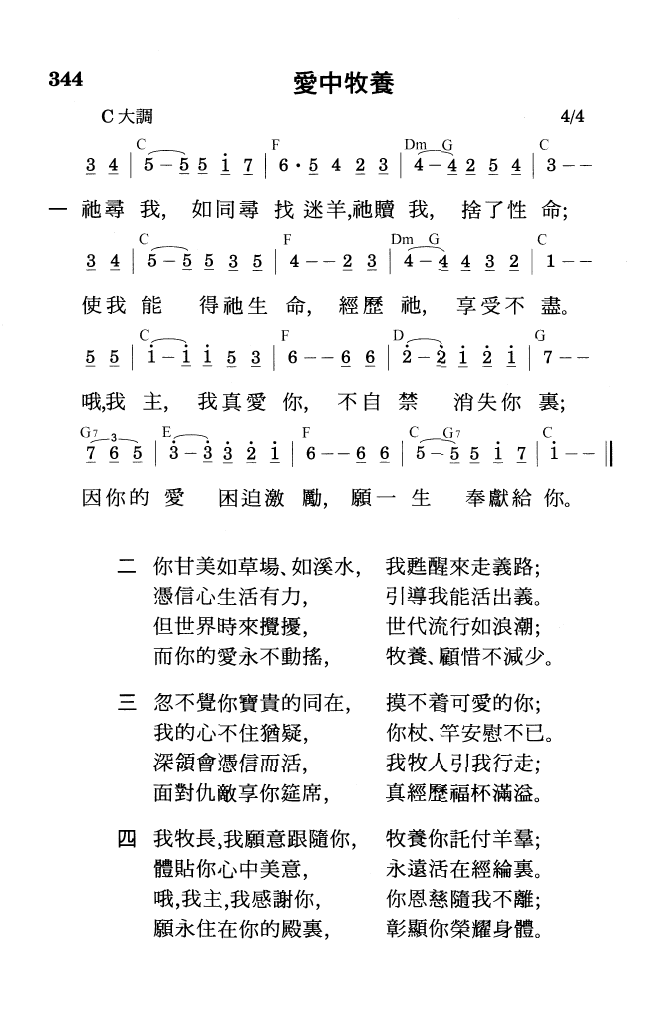 344
愛中牧養
C大調 4/4
C F Dm G C
3 4 | 5 - 5 5 i 7 | 6 · 5 4 2 3 | 4 - 4 2 5 4 | 3 - -
一 祂尋 我, 如同尋 找 迷羊,祂贖 我, 捨了性 命;
C F Dm G C
3 4 | 5 - 5 5 3 5 | 4 - - 2 3 | 4 - 4 4 3 2 | 1 - -
使我 能 得祂生 命, 經歷 祂, 享受不 盡。
C F D G
5 5 | i - i i 5 3 | 6 - - 6 6 | 2̇ - 2̇ i 2̇ i | 7 - -
哦,我 主, 我真愛 你, 不自 禁 消失你 裏;
G7 3 E F C G7 C
7 6 5 | 3̇ - 3̇ 3̇ 2̇ i | 6 - - 6 6 | 5 - 5 5 i 7 | i - - ‖
因你的 愛 困迫激 勵, 願一 生 奉獻給 你。
二 你甘美如草場、如溪水, 我甦醒來走義路;
憑信心生活有力, 引導我能活出義。
但世界時來攪擾, 世代流行如浪潮;
而你的愛永不動搖, 牧養、顧惜不減少。
三 忽不覺你寶貴的同在, 摸不着可愛的你;
我的心不住猶疑, 你杖、竿安慰不已。
深領會憑信而活, 我牧人引我行走;
面對仇敵享你筵席, 真經歷福杯滿溢。
四 我牧長,我願意跟隨你, 牧養你託付羊羣;
體貼你心中美意, 永遠活在經綸裏。
哦,我主,我感謝你, 你恩慈隨我不離;
願永住在你的殿裏, 彰顯你榮耀身體。